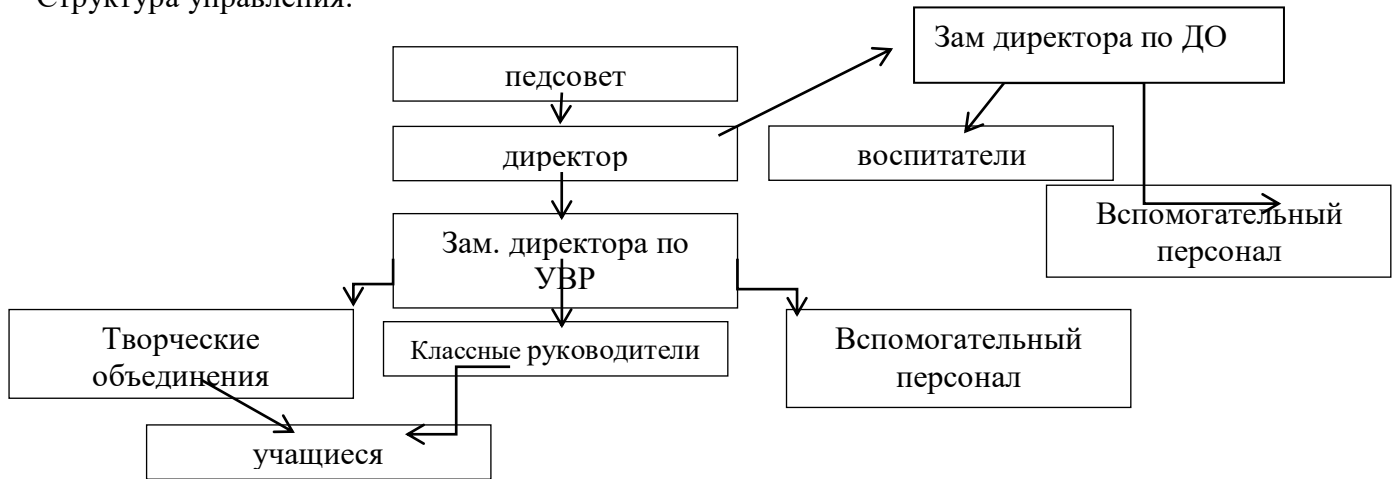 Структура управления:
Зам директора по ДО
педсовет
директор
воспитатели
Вспомогательный
персонал
Зам. директора по
УВР
Творческие
объединения
Классные руководители
Вспомогательный
персонал
учащиеся